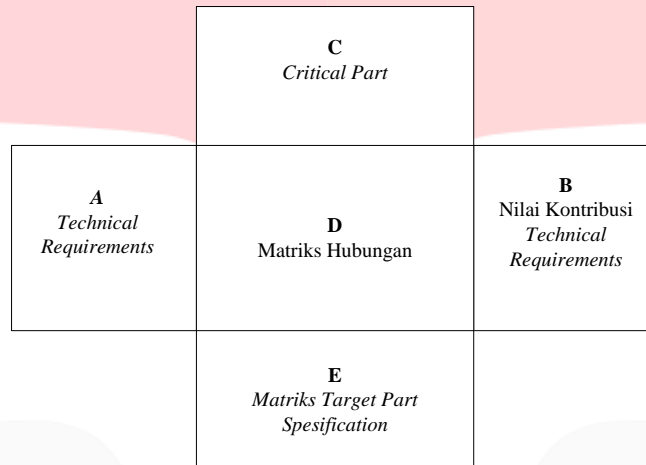 C
Critical Part
A
Technical
Requirements
D
Matriks Hubungan
B
Nilai Kontribusi
Technical
Requirements
E
Matriks Target Part
Spesification